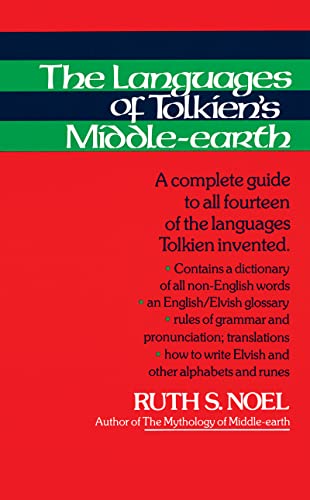 The Languages
of Tolkien's
Middle-earth
A complete guide
to all fourteen
of the languages
Tolkien invented.
• Contains a dictionary
of all non-English words
• an English/Elvish glossary
• rules of grammar and
pronunciation; translations
• how to write Elvish and
other alphabets and runes
RUTH S. NOEL
Author of The Mythology of Middle-earth